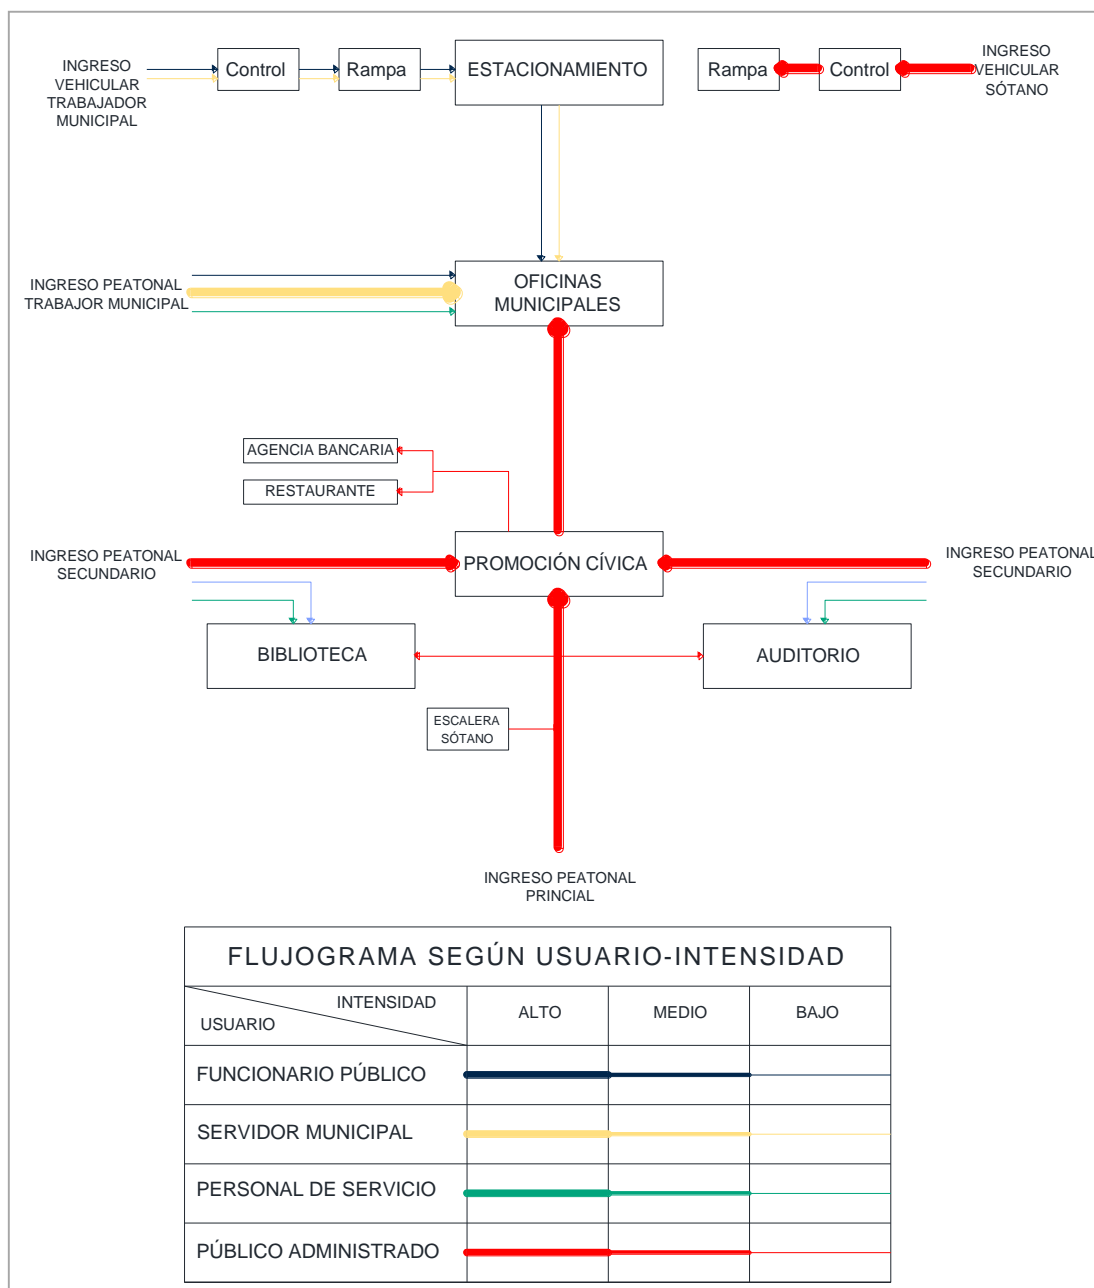 INGRESO
VEHICULAR
TRABAJADOR
MUNICIPAL
Control
Rampa
ESTACIONAMIENTO
Rampa
Control
INGRESO
VEHICULAR
SÓTANO
INGRESO PEATONAL
TRABAJOR MUNICIPAL
OFICINAS
MUNICIPALES
AGENCIA BANCARIA
RESTAURANTE
INGRESO PEATONAL
SECUNDARIO
PROMOCIÓN CÍVICA
INGRESO PEATONAL
SECUNDARIO
BIBLIOTECA
AUDITORIO
ESCALERA
SÓTANO
INGRESO PEATONAL
PRINCIAL
FLUJOGRAMA SEGÚN USUARIO-INTENSIDAD
INTENSIDAD
USUARIO
ALTO
MEDIO
BAJO
FUNCIONARIO PÚBLICO
SERVIDOR MUNICIPAL
PERSONAL DE SERVICIO
PÚBLICO ADMINISTRADO